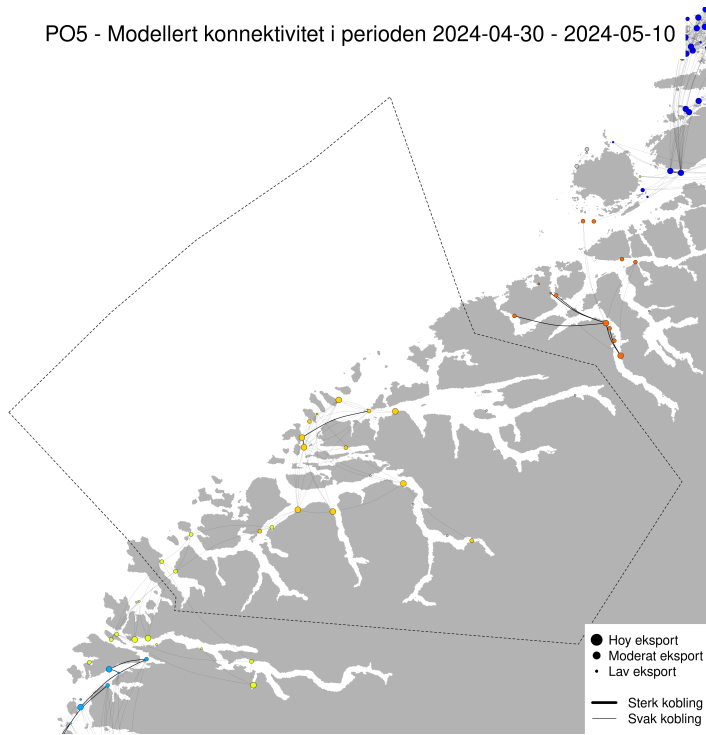 PO5 - Modellert konnektivitet i perioden 2024-04-30 - 2024-05-10
Hoy eksport
Moderat eksport
Lav eksport
Sterk kobling
Svak kobling